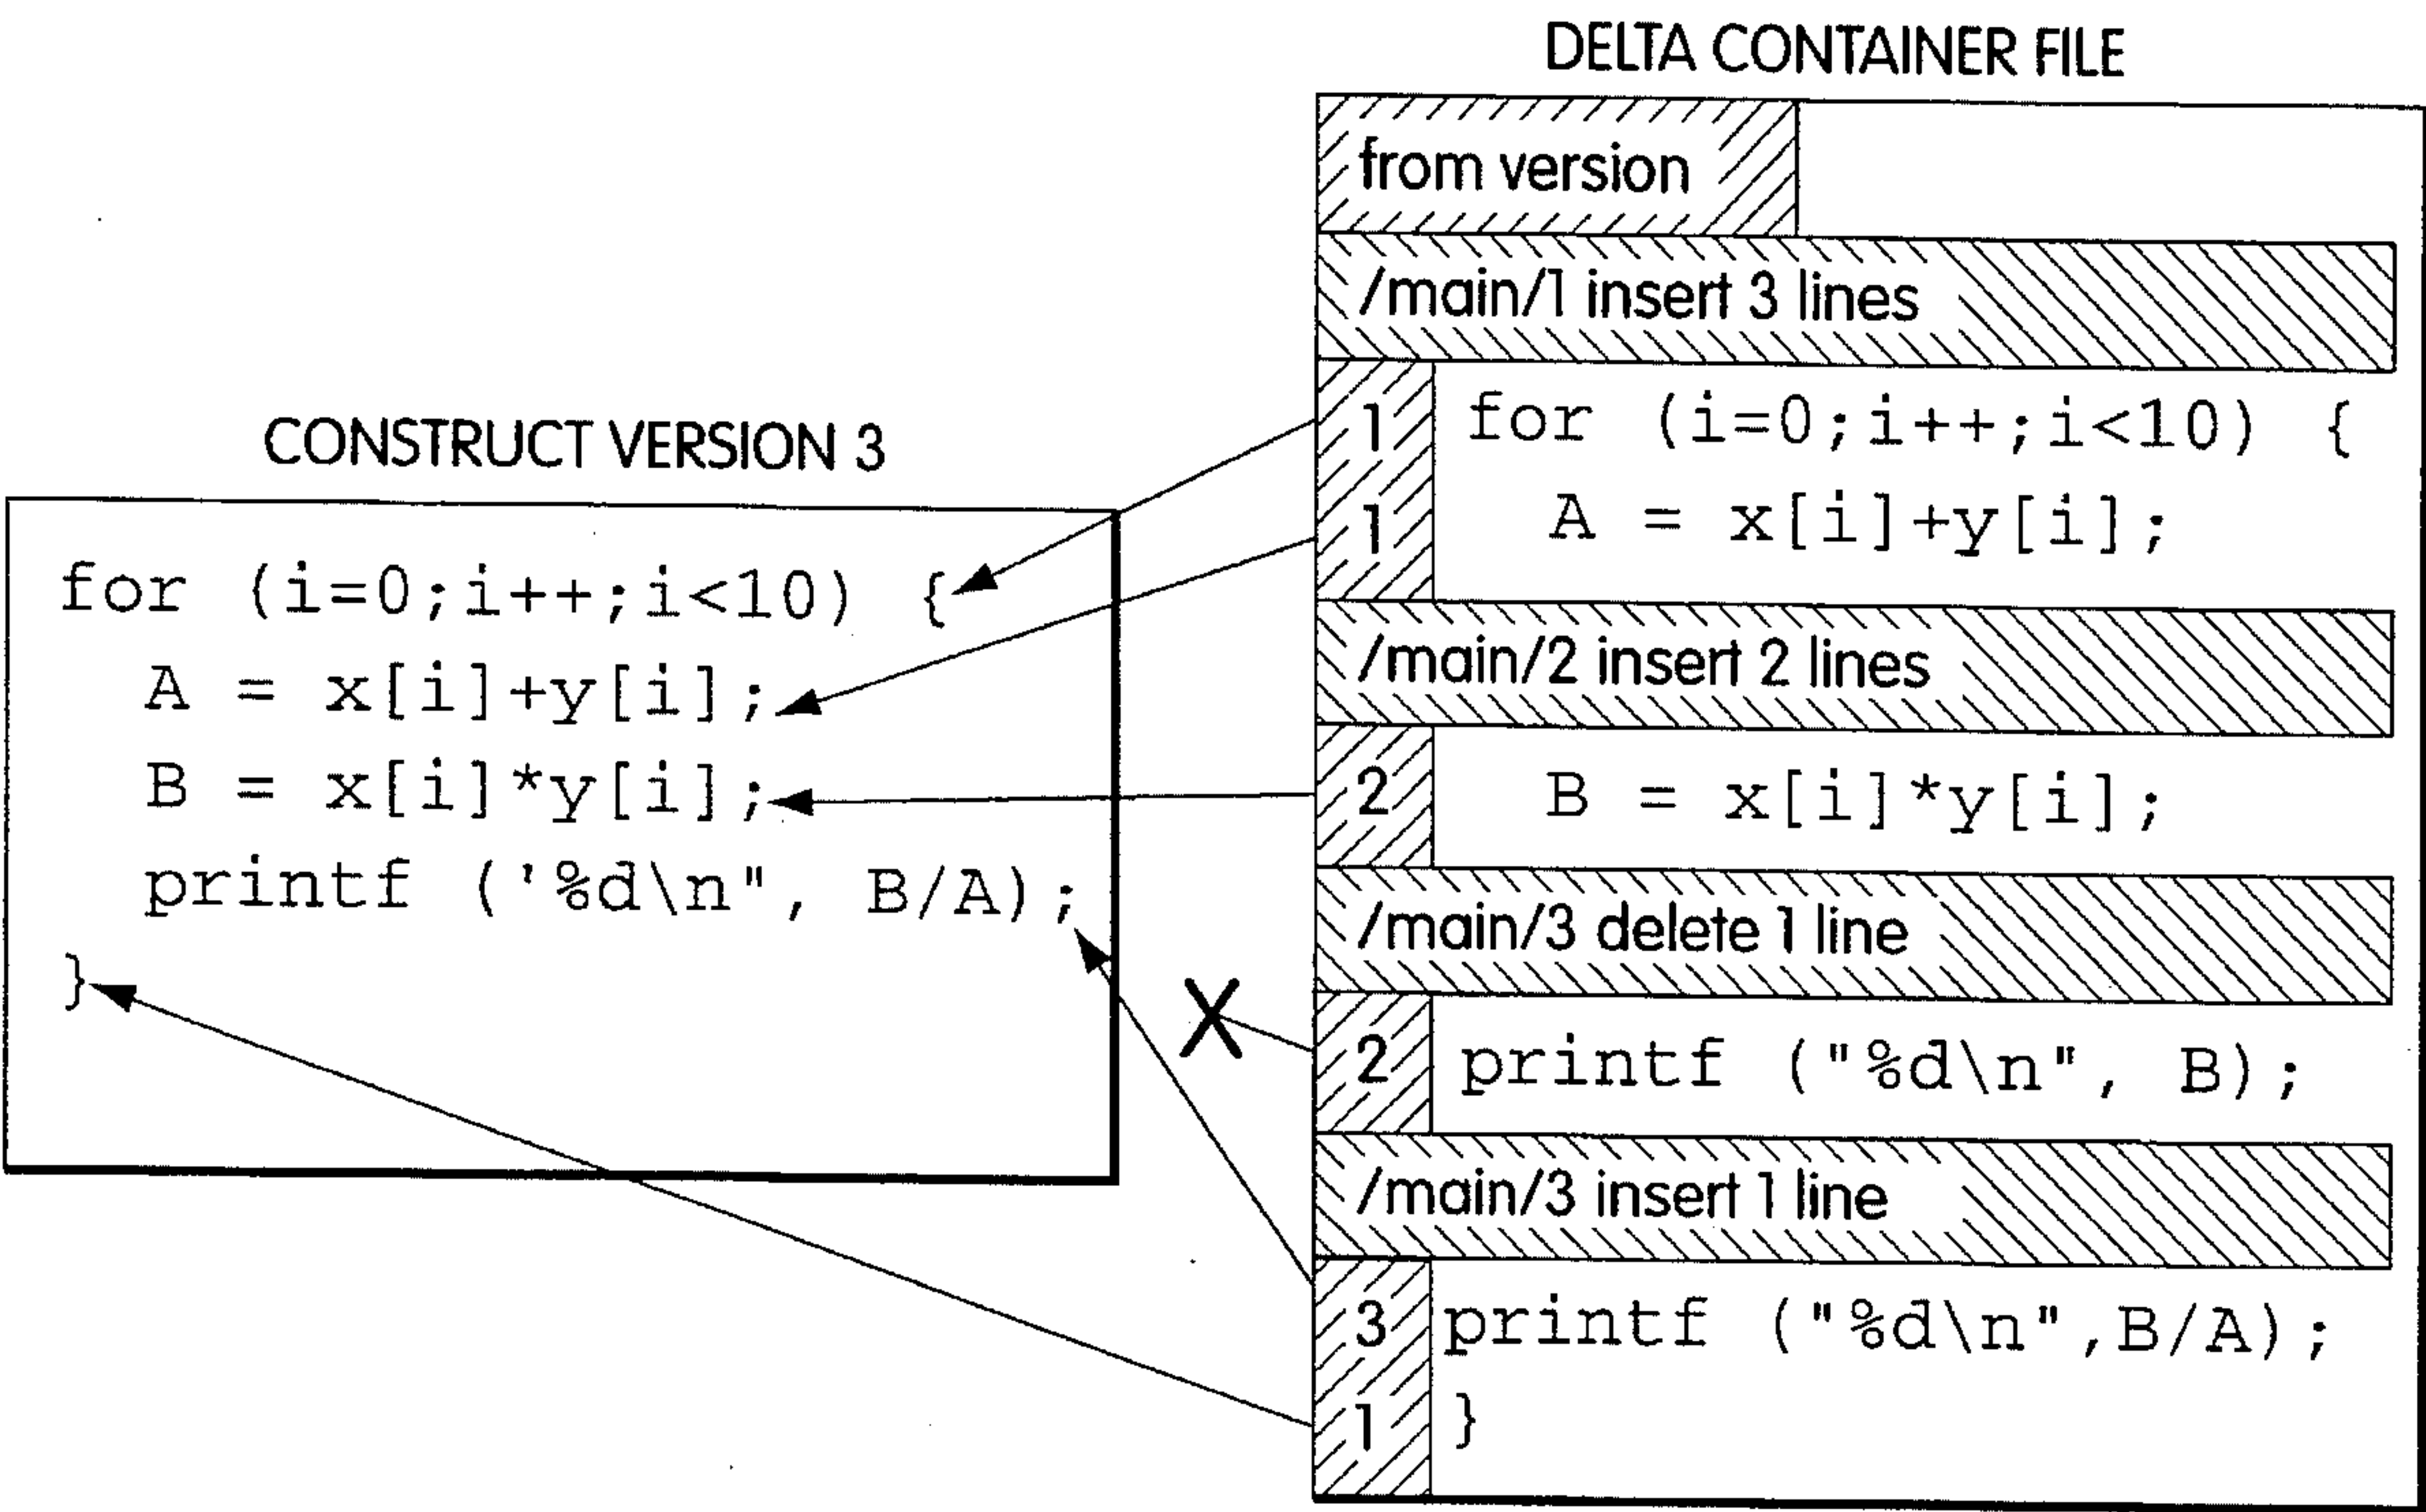 DELTA CONTAINER FILE
from version
/main/1 insert 3 lines
1 for (i=0;i++;i<10) {
1 A = x[i]+y[i];
/main/2 insert 2 lines
2 B = x[i]*y[i];
/main/3 delete 1 line
2 printf ("%d\n", B);
/main/3 insert 1 line
3 printf ("%d\n",B/A);
1 }
CONSTRUCT VERSION 3
for (i=0;i++;i<10) {
A = x[i]+y[i];
B = x[i]*y[i];
printf ('%d\n", B/A);
}
X